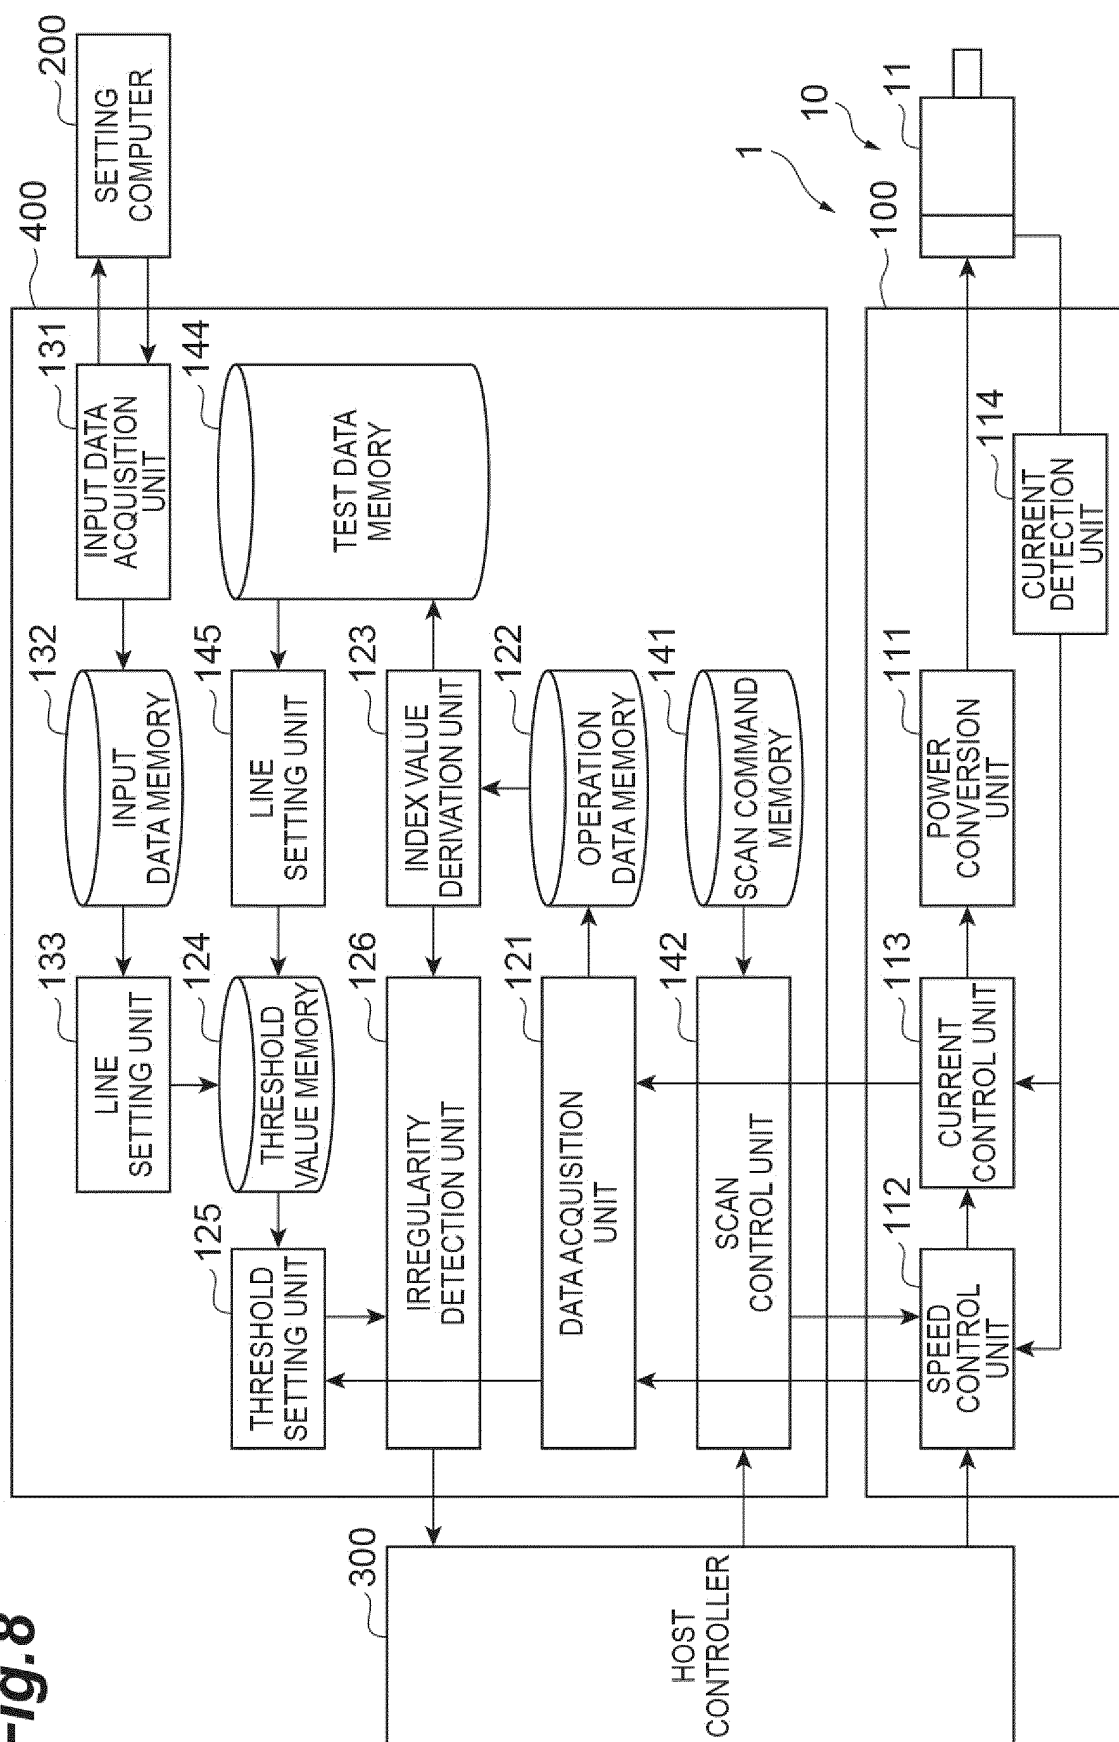 Fig.8
300
HOST
CONTROLLER
400
200
SETTING
COMPUTER
131
INPUT DATA
ACQUISITION
UNIT
132
INPUT
DATA MEMORY
133
LINE
SETTING UNIT
144
TEST DATA
MEMORY
145
LINE
SETTING UNIT
124
THRESHOLD
VALUE MEMORY
125
THRESHOLD
SETTING UNIT
123
INDEX VALUE
DERIVATION UNIT
126
IRREGULARITY
DETECTION UNIT
122
OPERATION
DATA MEMORY
121
DATA ACQUISITION
UNIT
141
SCAN COMMAND
MEMORY
142
SCAN
CONTROL UNIT
1
10
11
100
111
POWER
CONVERSION
UNIT
113
CURRENT
CONTROL UNIT
112
SPEED
CONTROL
UNIT
114
CURRENT
DETECTION
UNIT